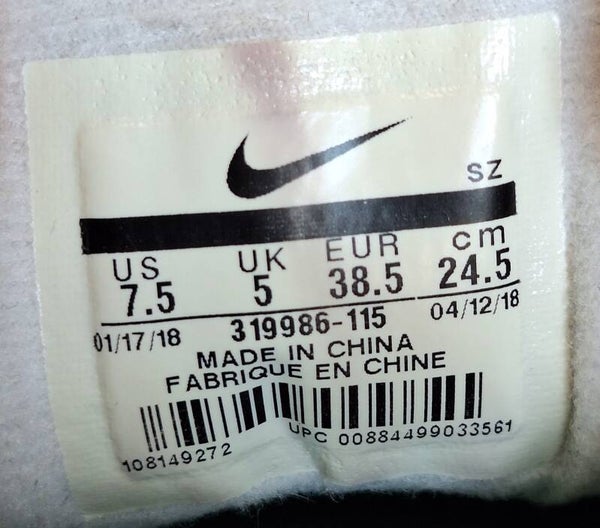 SZ
US UK EUR cm
7.5 5 38.5 24.5
01/17/18 319986-115 04/12/18
MADE IN CHINA
FABRIQUE EN CHINE
108149272 UPC 00884499033561